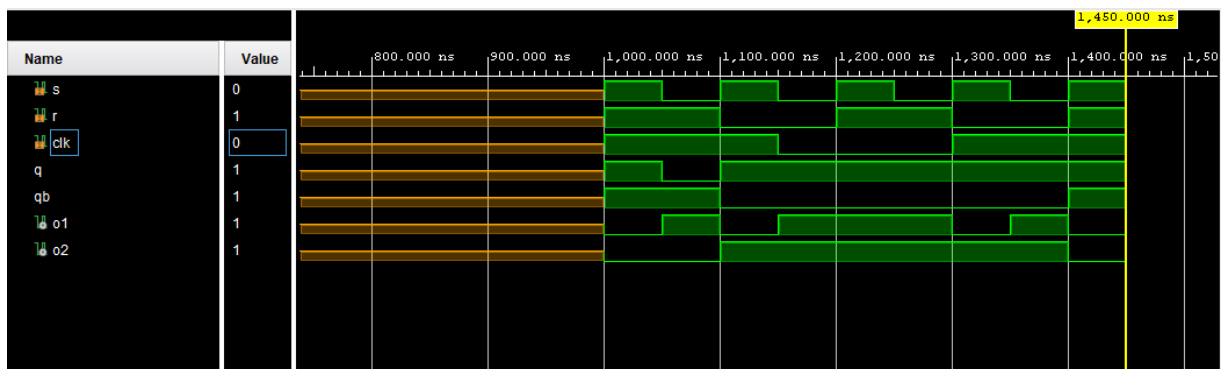 1,450.000 ns
Name Value
800.000 ns 900.000 ns 1,000.000 ns 1,100.000 ns 1,200.000 ns 1,300.000 ns 1,400.000 ns 1,50
s 0
r 1
clk 0
q 1
qb 1
o1 1
o2 1